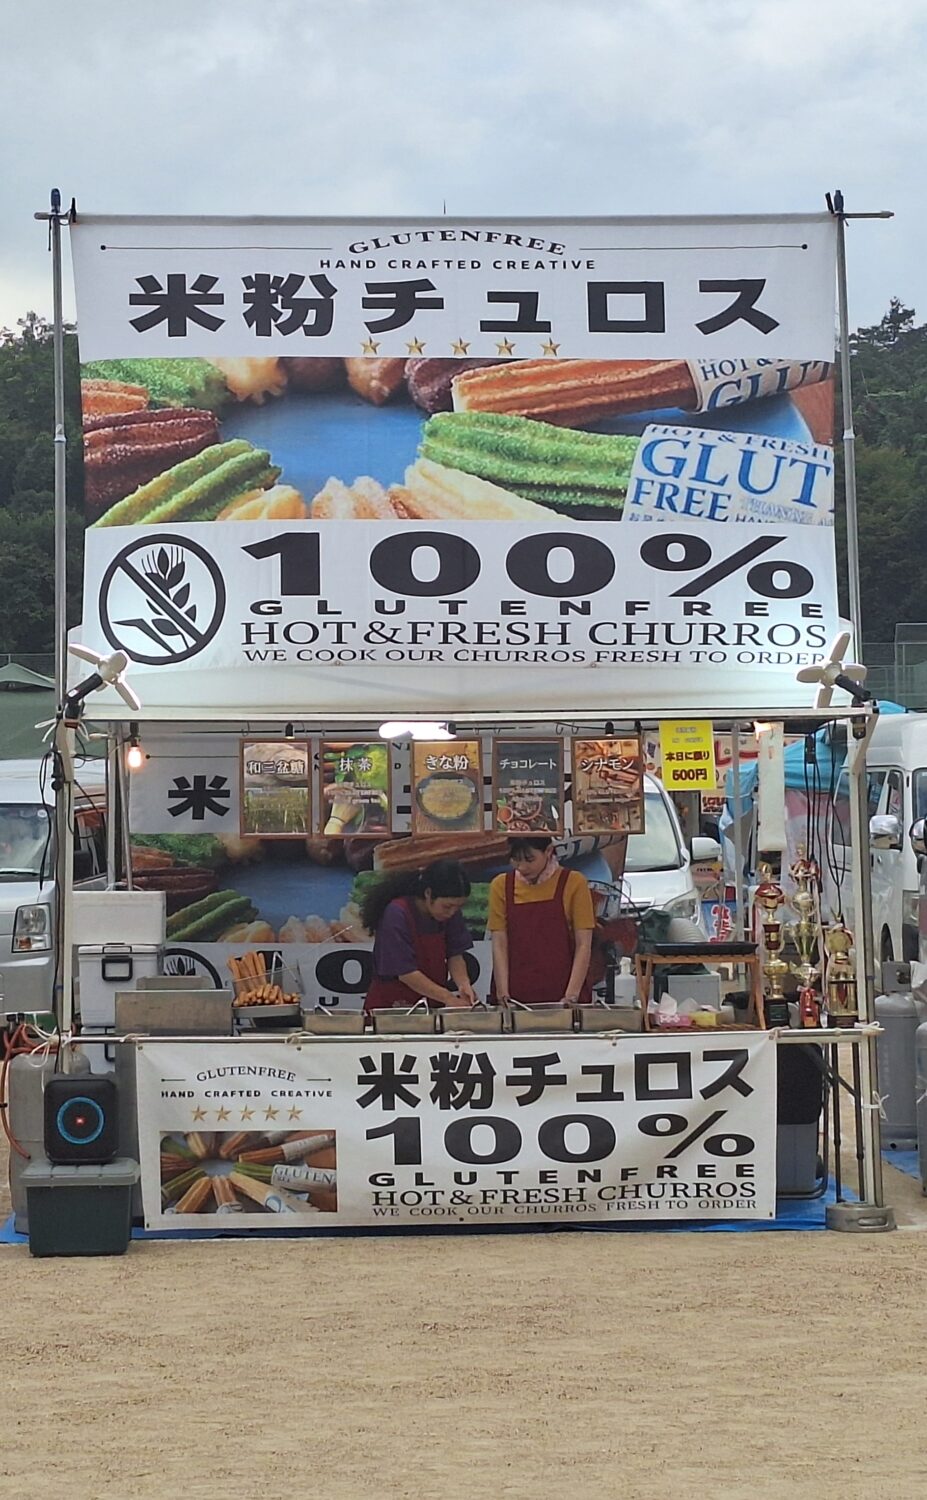 GLUTENFREE
HAND CRAFTED CREATIVE
米粉チュロス
HOT &
GLUT
HOT & FRESH
GLUT
FREE
100%
GLUTENFREE
HOT&FRESH CHURROS
WE COOK OUR CHURROS FRESH TO ORDER
和三盆糖
抹茶
きな粉
チョコレート
シナモン
本日に限り
500円
米
GLUTENFREE
HAND CRAFTED CREATIVE
米粉チュロス
100%
GLUTENFREE
HOT&FRESH CHURROS
WE COOK OUR CHURROS FRESH TO ORDER
GLUTEN